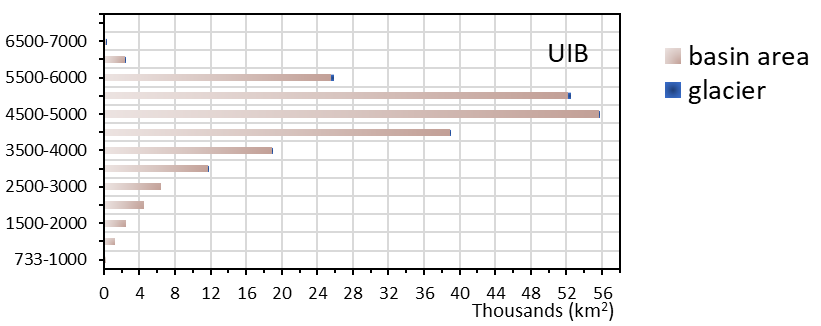 6500-7000
UIB
5500-6000
4500-5000
3500-4000
2500-3000
1500-2000
733-1000
0 4 8 12 16 20 24 28 32 36 40 44 48 52 56
Thousands (km²)
basin area
glacier